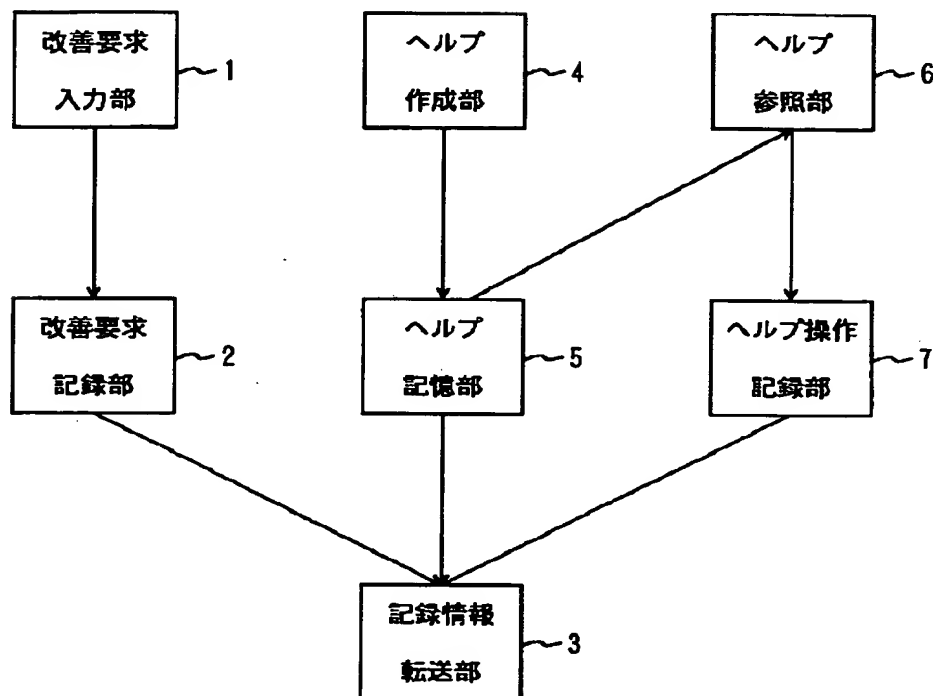 改善要求
入力部
1
ヘルプ
作成部
4
ヘルプ
参照部
6
改善要求
記録部
2
ヘルプ
記憶部
5
ヘルプ操作
記録部
7
記録情報
転送部
3